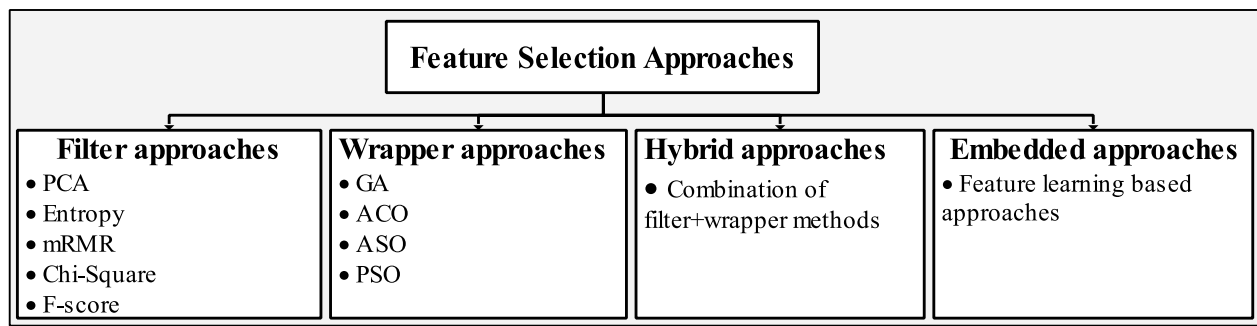 Feature Selection Approaches
Filter approaches
• PCA
• Entropy
• mRMR
• Chi-Square
• F-score
Wrapper approaches
• GA
• ACO
• ASO
• PSO
Hybrid approaches
• Combination of
filter+wrapper methods
Embedded approaches
• Feature learning based
approaches